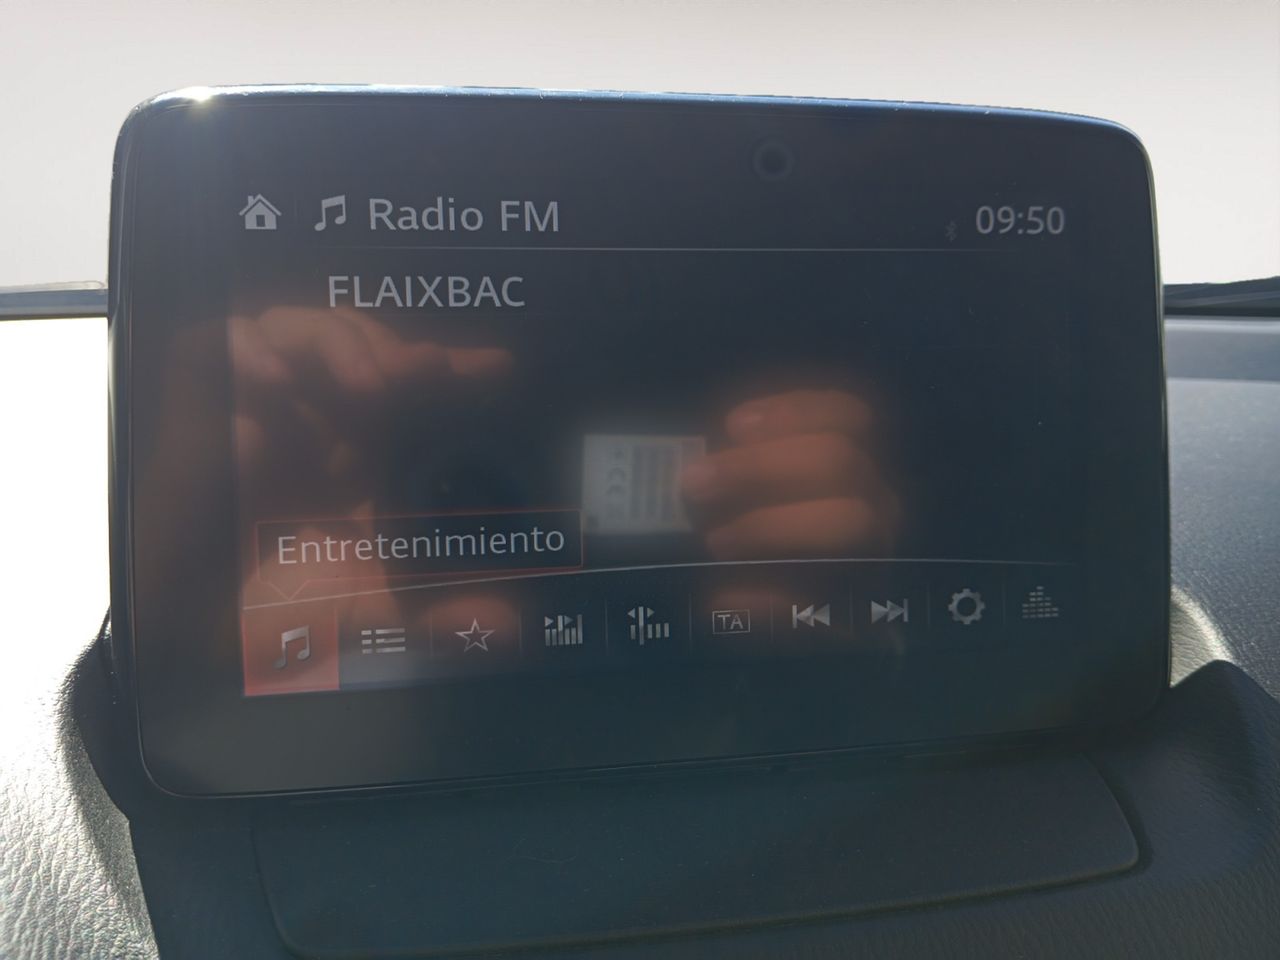 Radio FM
09:50
FLAIXBAC
Entretenimiento
TA